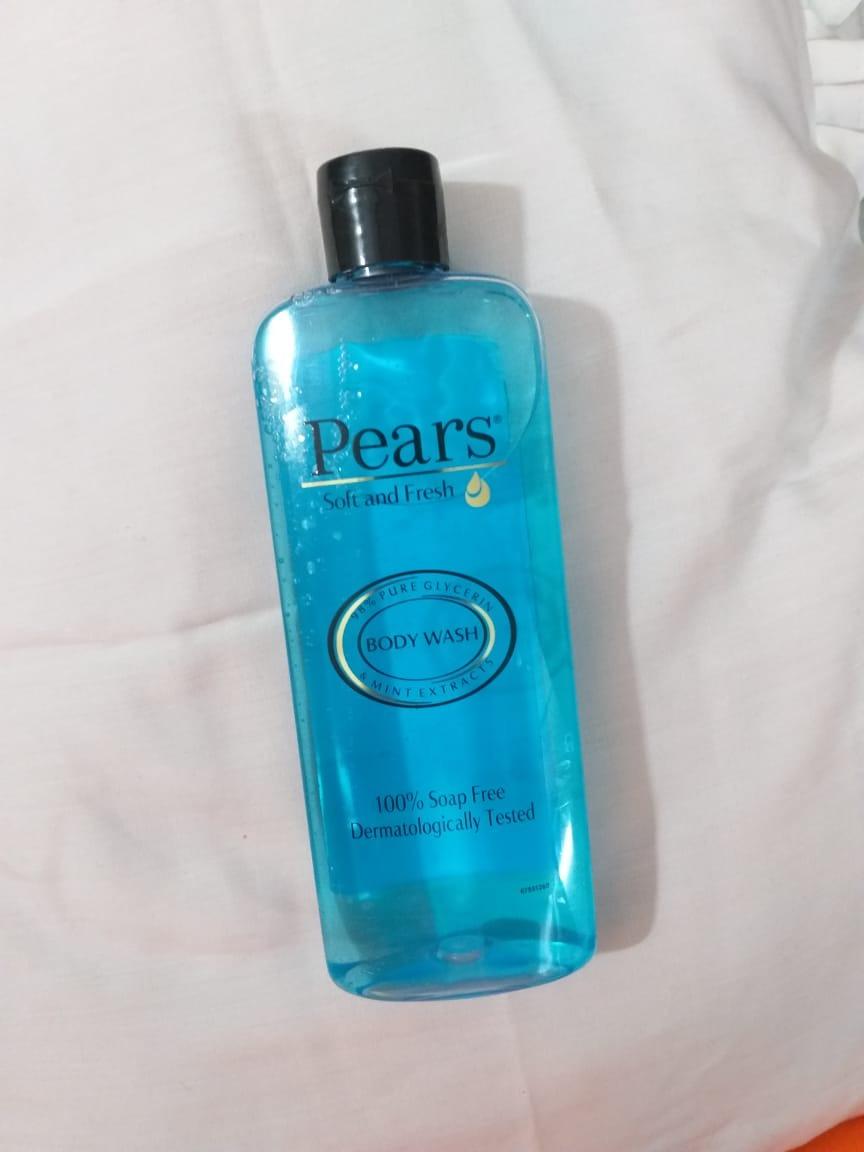 Pears®
Soft and Fresh
98% PURE GLYCERIN
BODY WASH
& MINT EXTRACTS
100% Soap Free
Dermatologically Tested